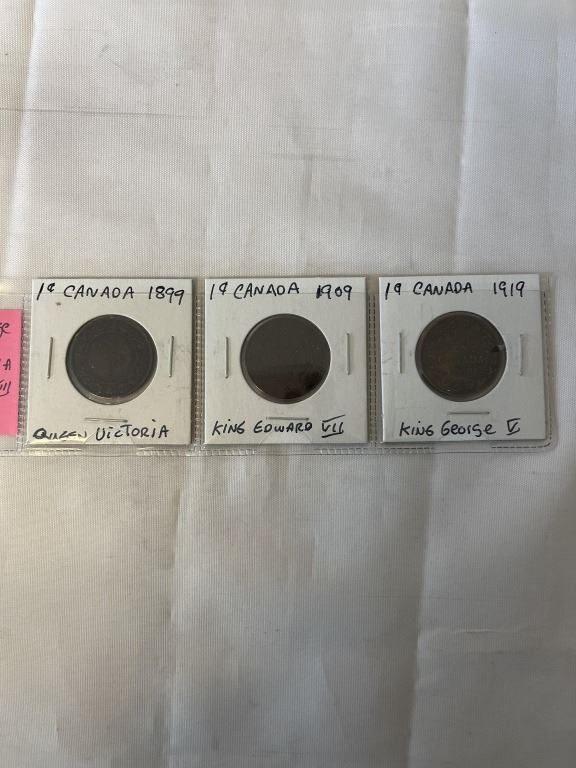 1¢ CANADA 1899
QUEEN VICTORIA
1¢ CANADA 1909
KING EDWARD VII
1¢ CANADA 1919
KING GEORGE V